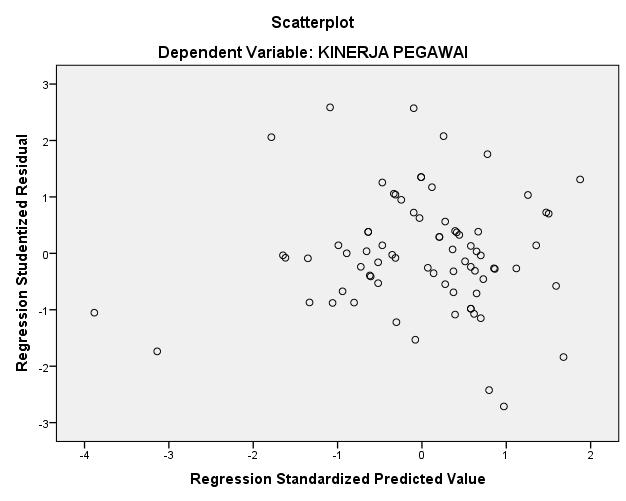 Scatterplot
Dependent Variable: KINERJA PEGAWAI
Regression Studentized Residual
3
2
1
0
-1
-2
-3
-4 -3 -2 -1 0 1 2
Regression Standardized Predicted Value